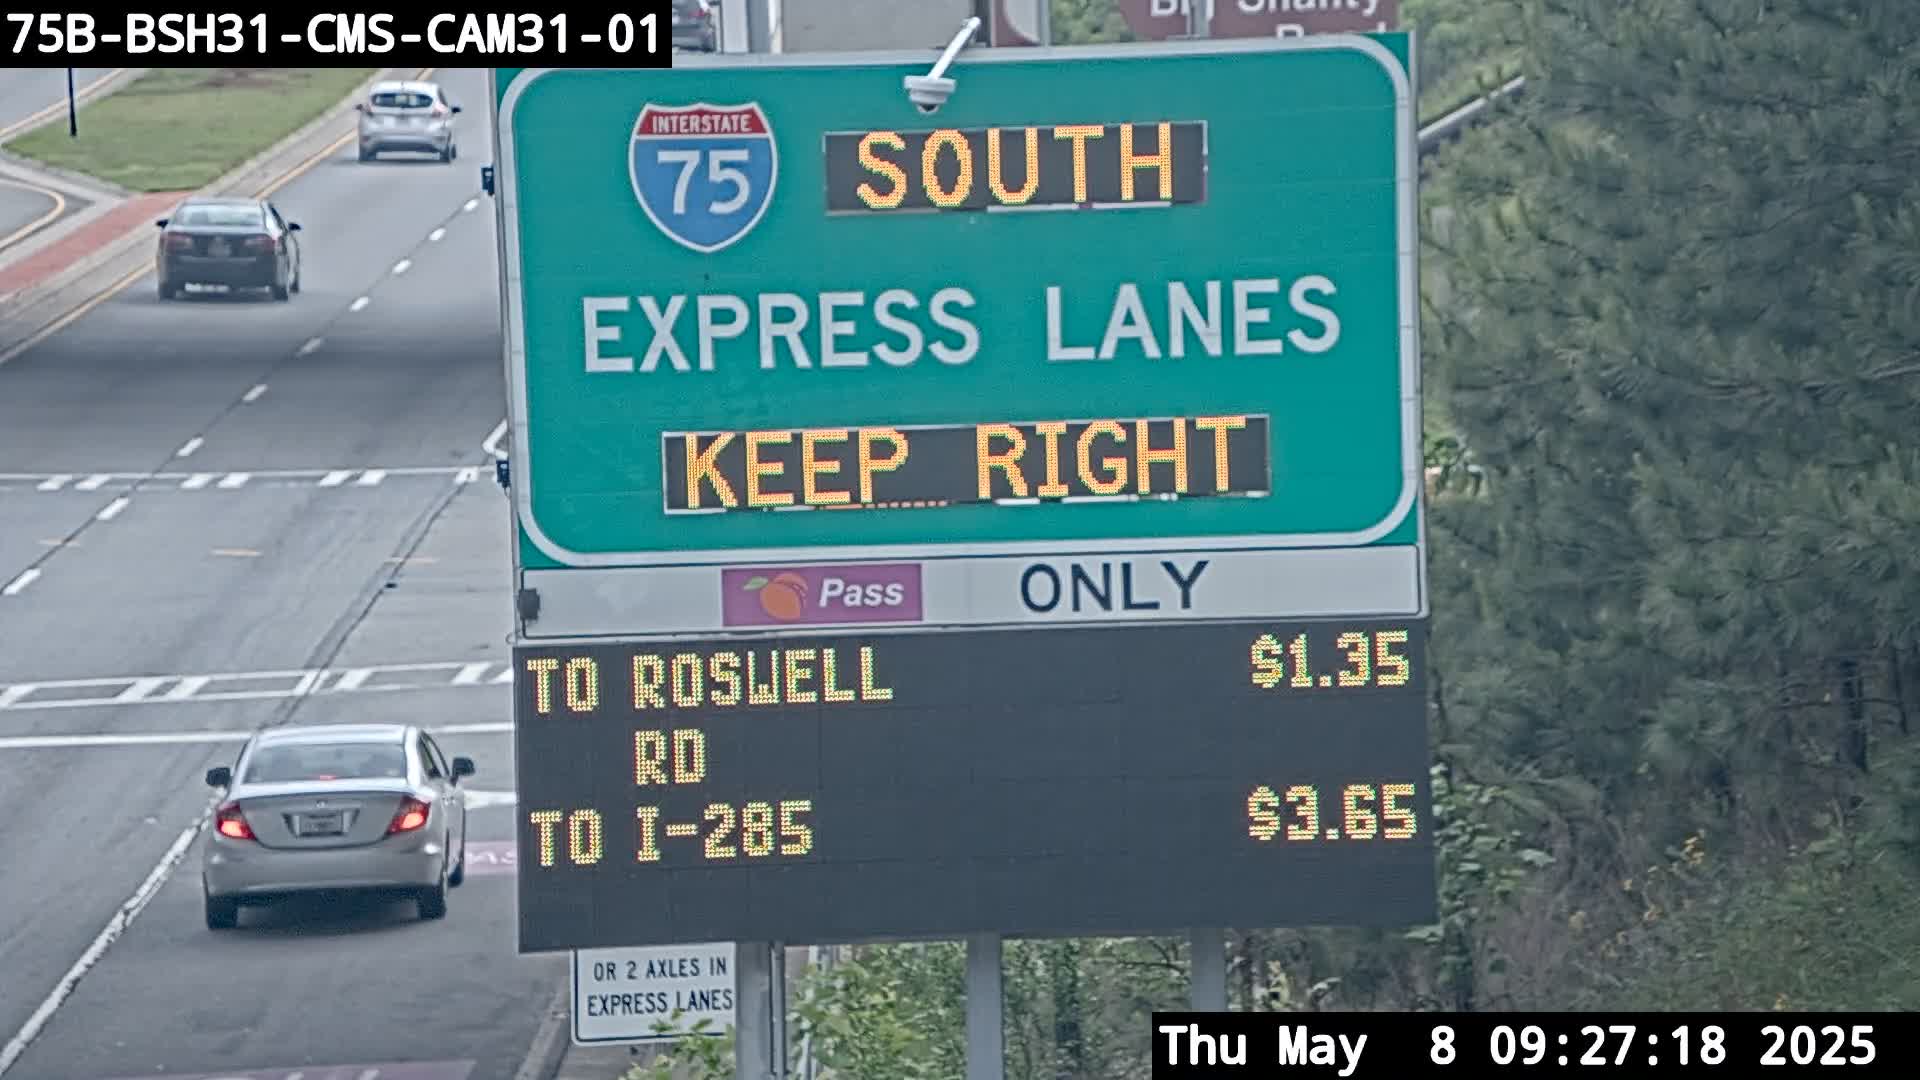 75B-BSH31-CMS-CAM31-01
INTERSTATE
75
SOUTH
EXPRESS LANES
KEEP RIGHT
Pass ONLY
TO ROSWELL $1.35
RD
TO I-285 $3.65
OR 2 AXLES IN
EXPRESS LANES
Thu May 8 09:27:18 2025